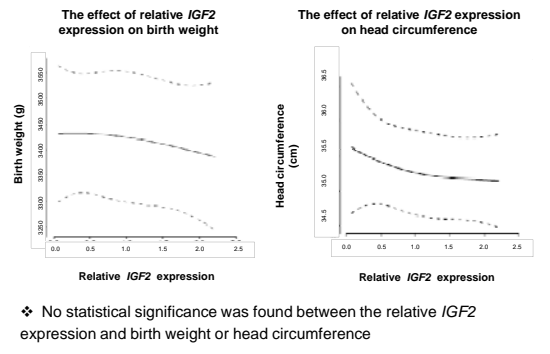 The effect of relative IGF2
expression on birth weight
Birth weight (g)
3550
3500
3450
3400
3350
3300
3250
0.0 0.5 1.0 1.5 2.0 2.5
Relative IGF2 expression
The effect of relative IGF2 expression
on head circumference
Head circumference
(cm)
36.5
36.0
35.5
35.0
34.5
0.0 0.5 1.0 1.5 2.0 2.5
Relative IGF2 expression
❖ No statistical significance was found between the relative IGF2
expression and birth weight or head circumference